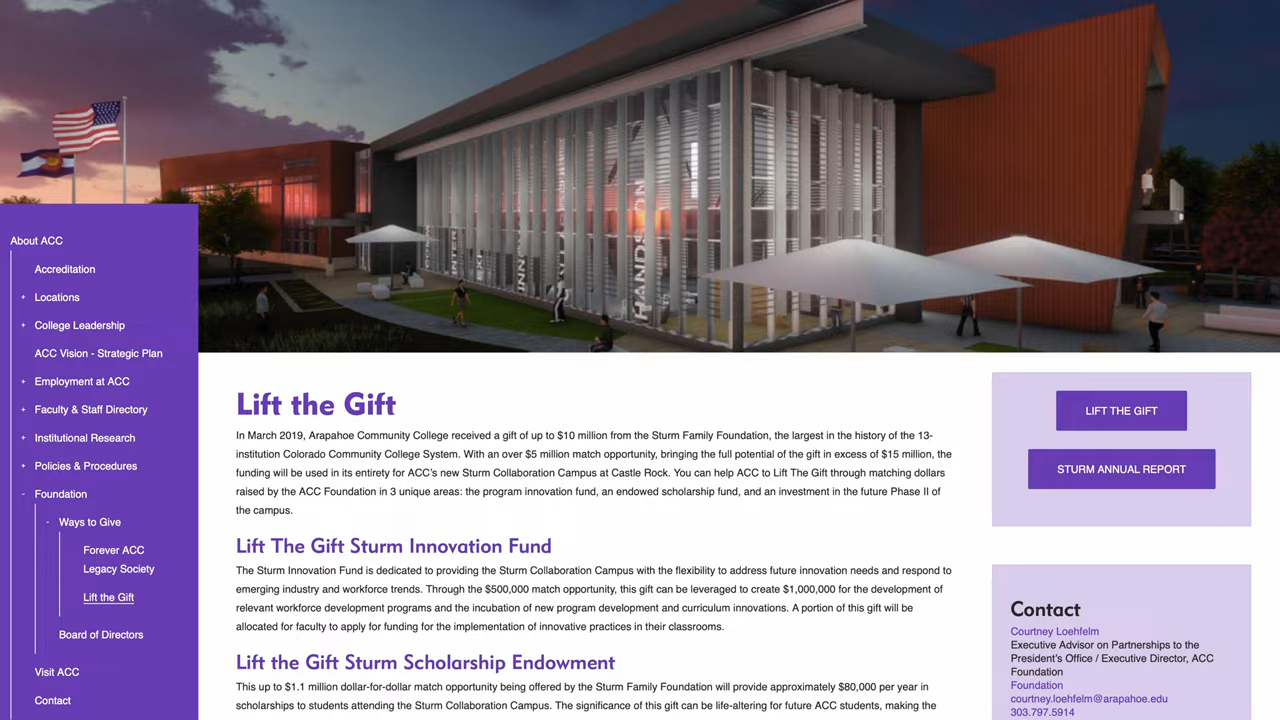 HANDS ON
About ACC
Accreditation
+ Locations
+ College Leadership
ACC Vision - Strategic Plan
+ Employment at ACC
+ Faculty & Staff Directory
+ Institutional Research
+ Policies & Procedures
- Foundation
- Ways to Give
Forever ACC
Legacy Society
Lift the Gift
Board of Directors
Visit ACC
Contact
Lift the Gift
In March 2019, Arapahoe Community College received a gift of up to $10 million from the Sturm Family Foundation, the largest in the history of the 13-
institution Colorado Community College System. With an over $5 million match opportunity, bringing the full potential of the gift in excess of $15 million, the
funding will be used in its entirety for ACC's new Sturm Collaboration Campus at Castle Rock. You can help ACC to Lift The Gift through matching dollars
raised by the ACC Foundation in 3 unique areas: the program innovation fund, an endowed scholarship fund, and an investment in the future Phase II of
the campus.
Lift The Gift Sturm Innovation Fund
The Sturm Innovation Fund is dedicated to providing the Sturm Collaboration Campus with the flexibility to address future innovation needs and respond to
emerging industry and workforce trends. Through the $500,000 match opportunity, this gift can be leveraged to create $1,000,000 for the development of
relevant workforce development programs and the incubation of new program development and curriculum innovations. A portion of this gift will be
allocated for faculty to apply for funding for the implementation of innovative practices in their classrooms.
Lift the Gift Sturm Scholarship Endowment
This up to $1.1 million dollar-for-dollar match opportunity being offered by the Sturm Family Foundation will provide approximately $80,000 per year in
scholarships to students attending the Sturm Collaboration Campus. The significance of this gift can be life-altering for future ACC students, making the
LIFT THE GIFT
STURM ANNUAL REPORT
Contact
Courtney Loehfelm
Executive Advisor on Partnerships to the
President's Office / Executive Director, ACC
Foundation
Foundation
courtney.loehfelm@arapahoe.edu
303.797.5914